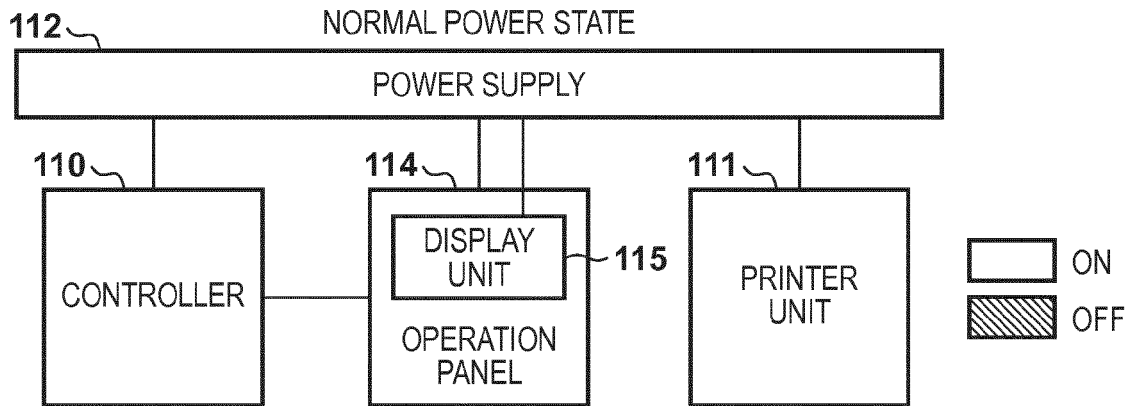 NORMAL POWER STATE
112
POWER SUPPLY
110
114
111
CONTROLLER
DISPLAY
UNIT
115
OPERATION
PANEL
PRINTER
UNIT
ON
OFF